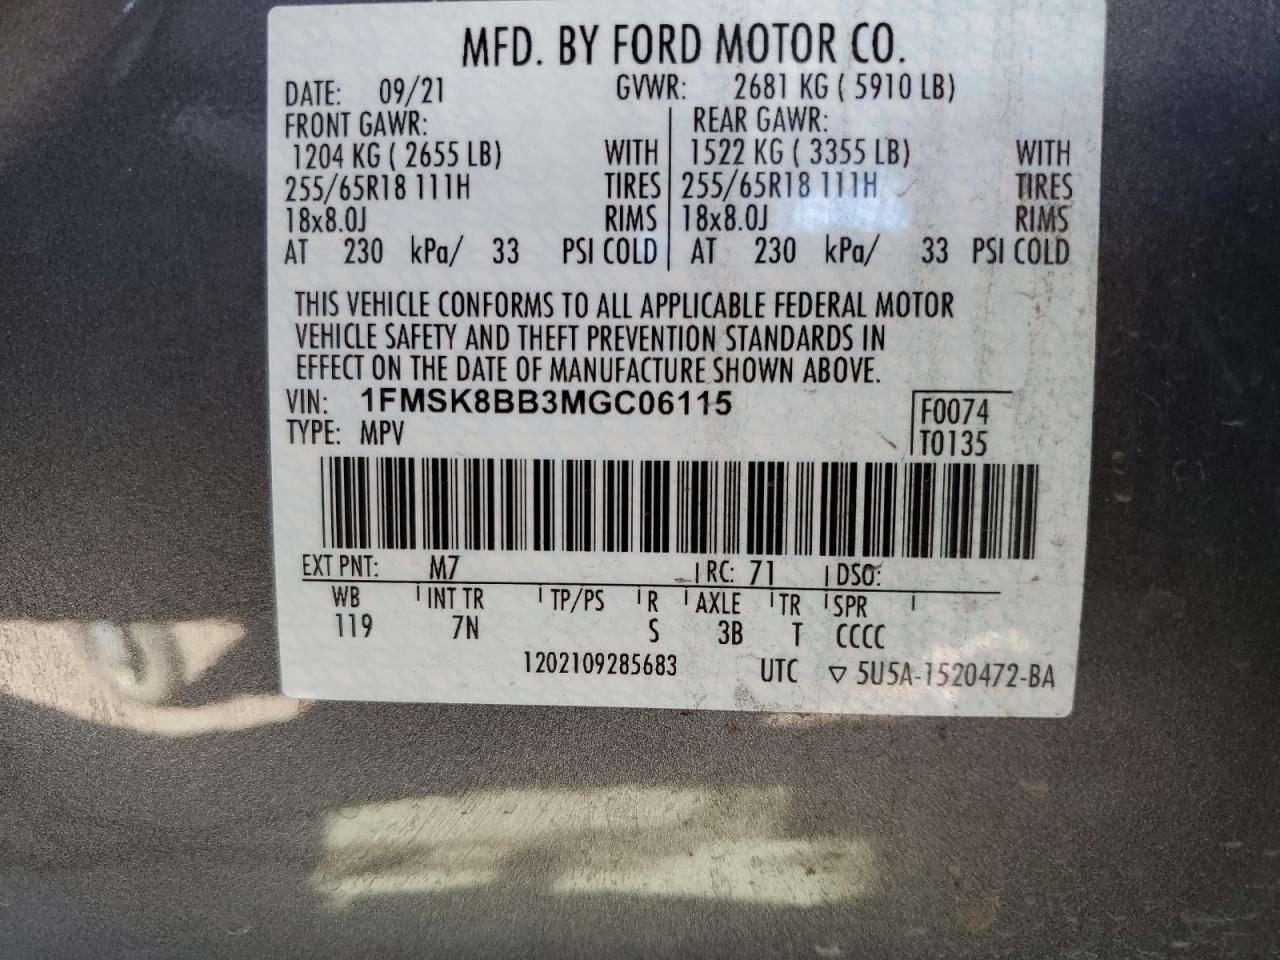 MFD. BY FORD MOTOR CO.
DATE: 09/21 GVWR: 2681 KG ( 5910 LB)
FRONT GAWR: REAR GAWR:
1204 KG ( 2655 LB) WITH 1522 KG ( 3355 LB) WITH
255/65R18 111H TIRES 255/65R18 111H TIRES
18x8.0J RIMS 18x8.0J RIMS
AT 230 kPa/ 33 PSI COLD AT 230 kPa/ 33 PSI COLD
THIS VEHICLE CONFORMS TO ALL APPLICABLE FEDERAL MOTOR
VEHICLE SAFETY AND THEFT PREVENTION STANDARDS IN
EFFECT ON THE DATE OF MANUFACTURE SHOWN ABOVE.
VIN: 1FMSK8BB3MGC06115 F0074
TYPE: MPV T0135
EXT PNT: M7 RC: 71 DSO:
WB INT TR TP/PS R AXLE TR SPR
119 7N S 3B T CCCC
1202109285683 UTC ▽ 5U5A-1520472-BA